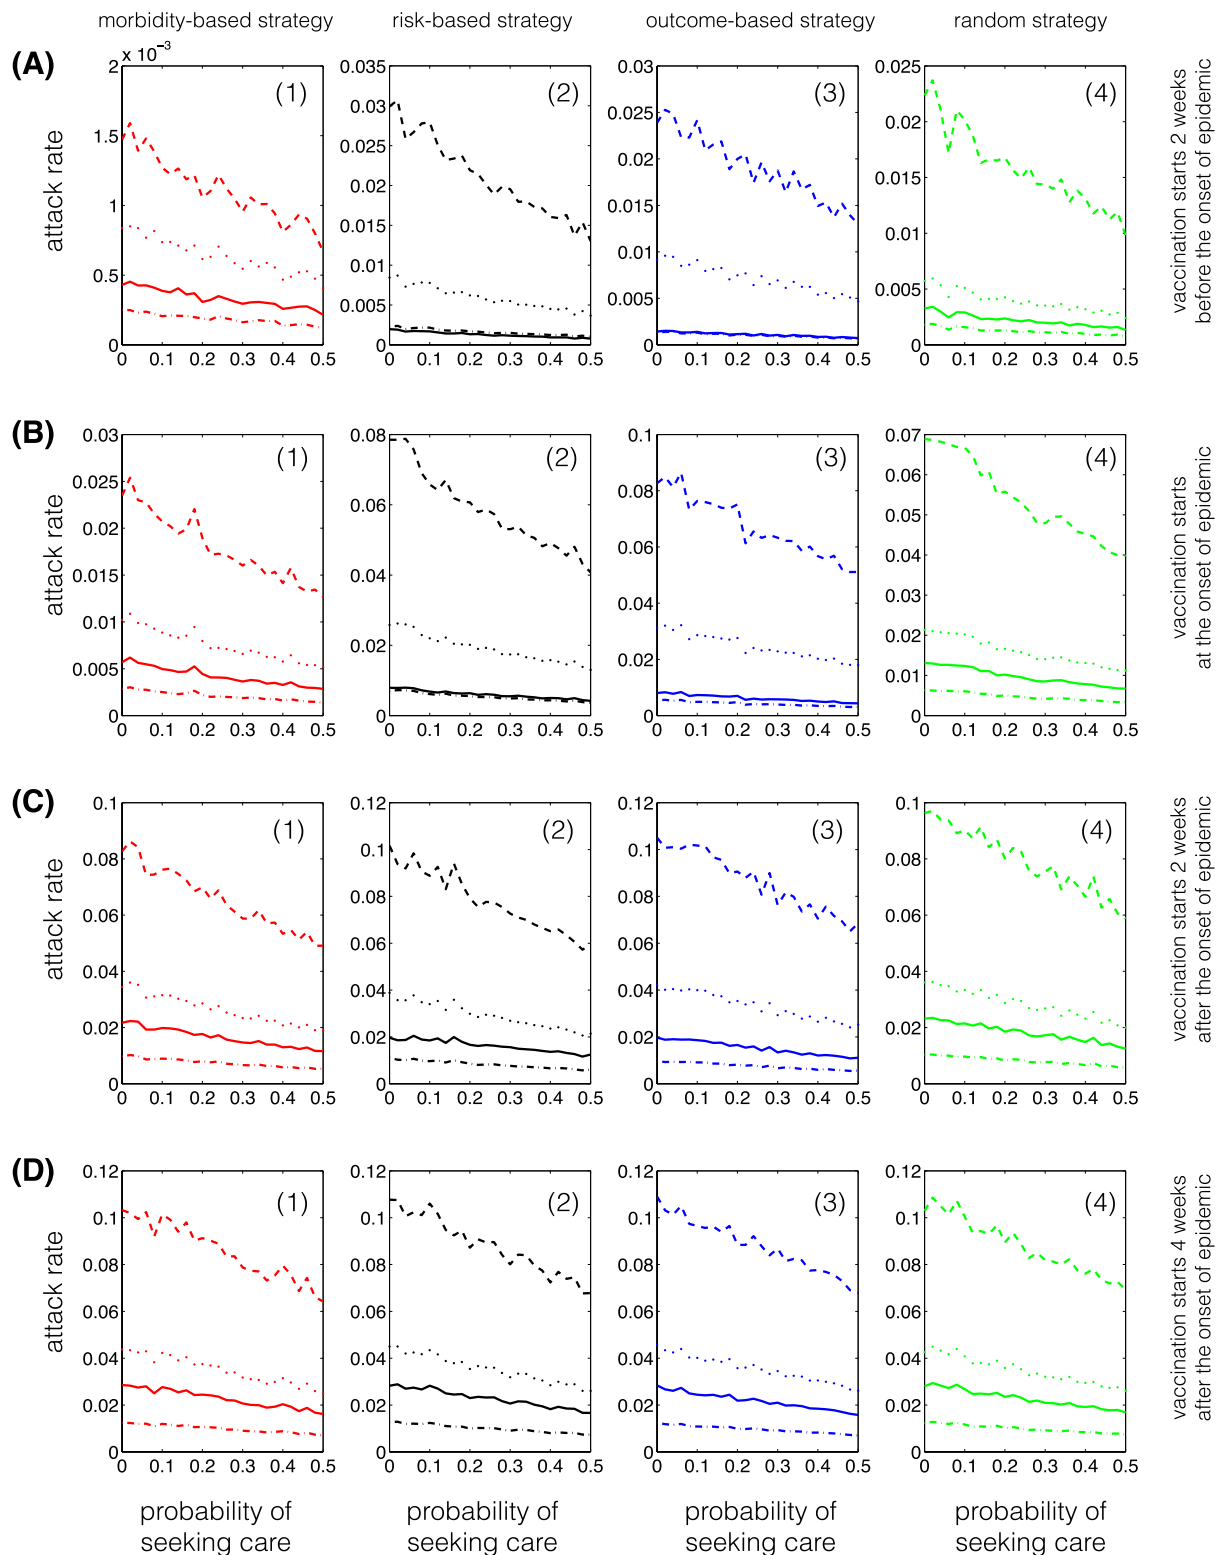 morbidity-based strategy risk-based strategy outcome-based strategy random strategy
(A)
x 10⁻³
2 1.5 1 0.5 0
attack rate
(1)
0 0.1 0.2 0.3 0.4 0.5
0.035 0.03 0.025 0.02 0.015 0.01 0.005 0
(2)
0 0.1 0.2 0.3 0.4 0.5
0.03 0.025 0.02 0.015 0.01 0.005 0
(3)
0 0.1 0.2 0.3 0.4 0.5
0.025 0.02 0.015 0.01 0.005 0
(4)
0 0.1 0.2 0.3 0.4 0.5
vaccination starts 2 weeks
before the onset of epidemic
(B)
0.03 0.025 0.02 0.015 0.01 0.005 0
attack rate
(1)
0 0.1 0.2 0.3 0.4 0.5
0.08 0.06 0.04 0.02 0
(2)
0 0.1 0.2 0.3 0.4 0.5
0.1 0.08 0.06 0.04 0.02 0
(3)
0 0.1 0.2 0.3 0.4 0.5
0.07 0.06 0.05 0.04 0.03 0.02 0.01 0
(4)
0 0.1 0.2 0.3 0.4 0.5
vaccination starts
at the onset of epidemic
(C)
0.1 0.08 0.06 0.04 0.02 0
attack rate
(1)
0 0.1 0.2 0.3 0.4 0.5
0.12 0.1 0.08 0.06 0.04 0.02 0
(2)
0 0.1 0.2 0.3 0.4 0.5
0.12 0.1 0.08 0.06 0.04 0.02 0
(3)
0 0.1 0.2 0.3 0.4 0.5
0.1 0.08 0.06 0.04 0.02 0
(4)
0 0.1 0.2 0.3 0.4 0.5
vaccination starts 2 weeks
after the onset of epidemic
(D)
0.12 0.1 0.08 0.06 0.04 0.02 0
attack rate
(1)
0 0.1 0.2 0.3 0.4 0.5
0.12 0.1 0.08 0.06 0.04 0.02 0
(2)
0 0.1 0.2 0.3 0.4 0.5
0.12 0.1 0.08 0.06 0.04 0.02 0
(3)
0 0.1 0.2 0.3 0.4 0.5
0.12 0.1 0.08 0.06 0.04 0.02 0
(4)
0 0.1 0.2 0.3 0.4 0.5
vaccination starts 4 weeks
after the onset of epidemic
probability of probability of probability of probability of
seeking care seeking care seeking care seeking care